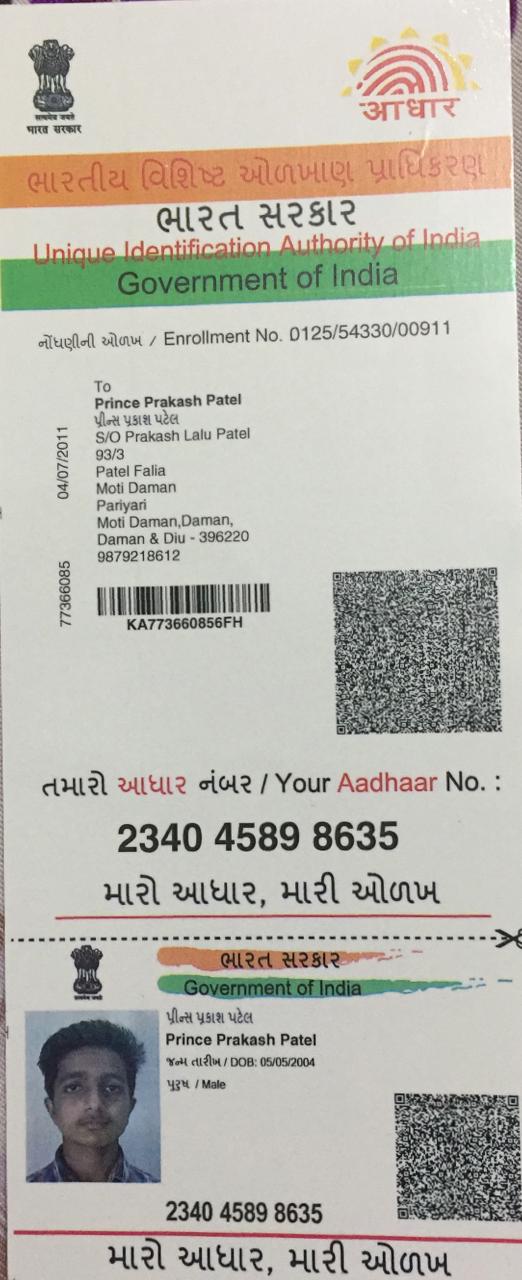 सत्यमेव जयते
भारत सरकार
आधार
ભારતીય વિશિષ્ટ ઓળખાણ પ્રાધિકરણ
ભારત સરકાર
Unique Identification Authority of India
Government of India
નોંધણીની ઓળખ / Enrollment No. 0125/54330/00911
To
Prince Prakash Patel
પ્રીન્સ પ્રકાશ પટેલ
S/O Prakash Lalu Patel
93/3
Patel Falia
Moti Daman
Pariyari
Moti Daman,Daman,
Daman & Diu - 396220
9879218612
04/07/2011
77366085
KA773660856FH
તમારો આધાર નંબર / Your Aadhaar No. :
2340 4589 8635
મારો આધાર, મારી ઓળખ
ભારત સરકાર
Government of India
પ્રીન્સ પ્રકાશ પટેલ
Prince Prakash Patel
જન્મ તારીખ / DOB: 05/05/2004
પુરુષ / Male
2340 4589 8635
મારો આધાર, મારી ઓળખ